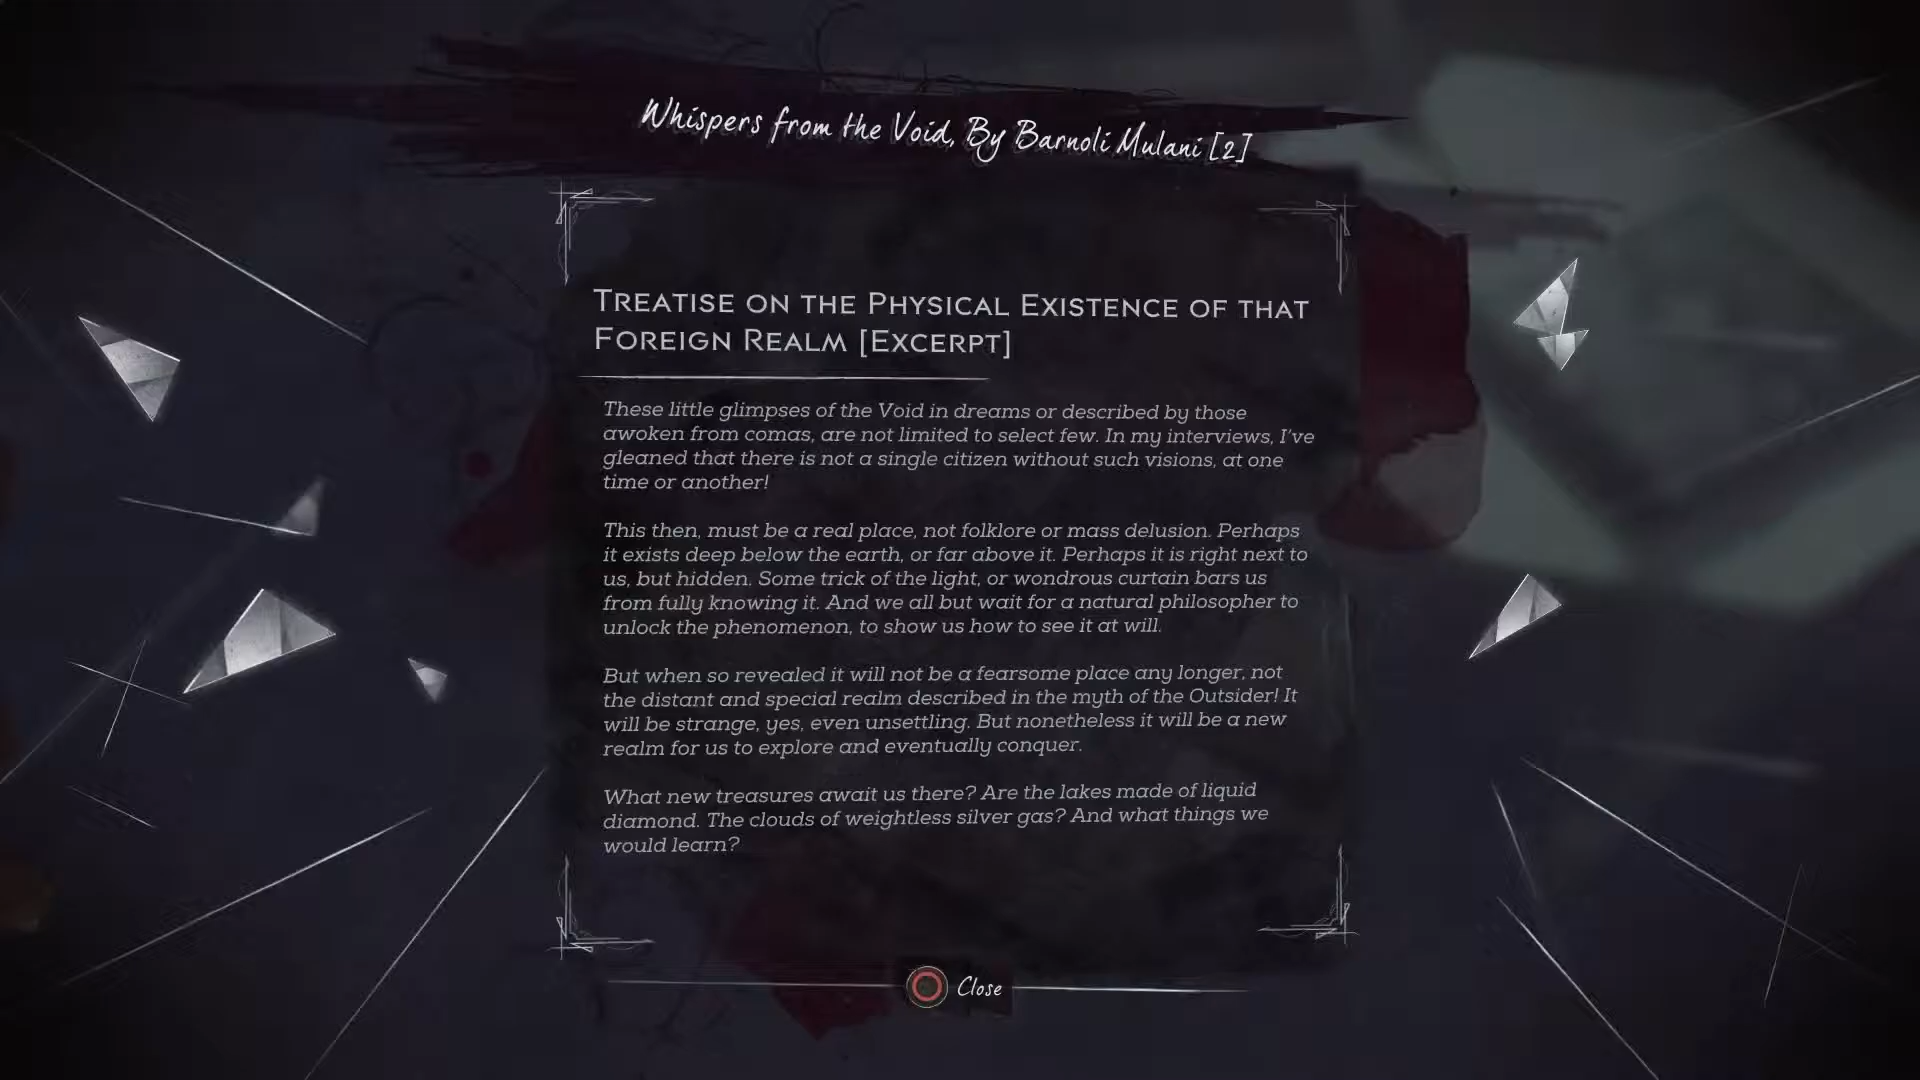 Whispers from the Void, By Barnoli Mulani [2]
Treatise on the Physical Existence of that
Foreign Realm [Excerpt]
These little glimpses of the Void in dreams or described by those
awoken from comas, are not limited to select few. In my interviews, I've
gleaned that there is not a single citizen without such visions, at one
time or another!
This then, must be a real place, not folklore or mass delusion. Perhaps
it exists deep below the earth, or far above it. Perhaps it is right next to
us, but hidden. Some trick of the light, or wondrous curtain bars us
from fully knowing it. And we all but wait for a natural philosopher to
unlock the phenomenon, to show us how to see it at will.
But when so revealed it will not be a fearsome place any longer, not
the distant and special realm described in the myth of the Outsider! It
will be strange, yes, even unsettling. But nonetheless it will be a new
realm for us to explore and eventually conquer.
What new treasures await us there? Are the lakes made of liquid
diamond. The clouds of weightless silver gas? And what things we
would learn?
Close